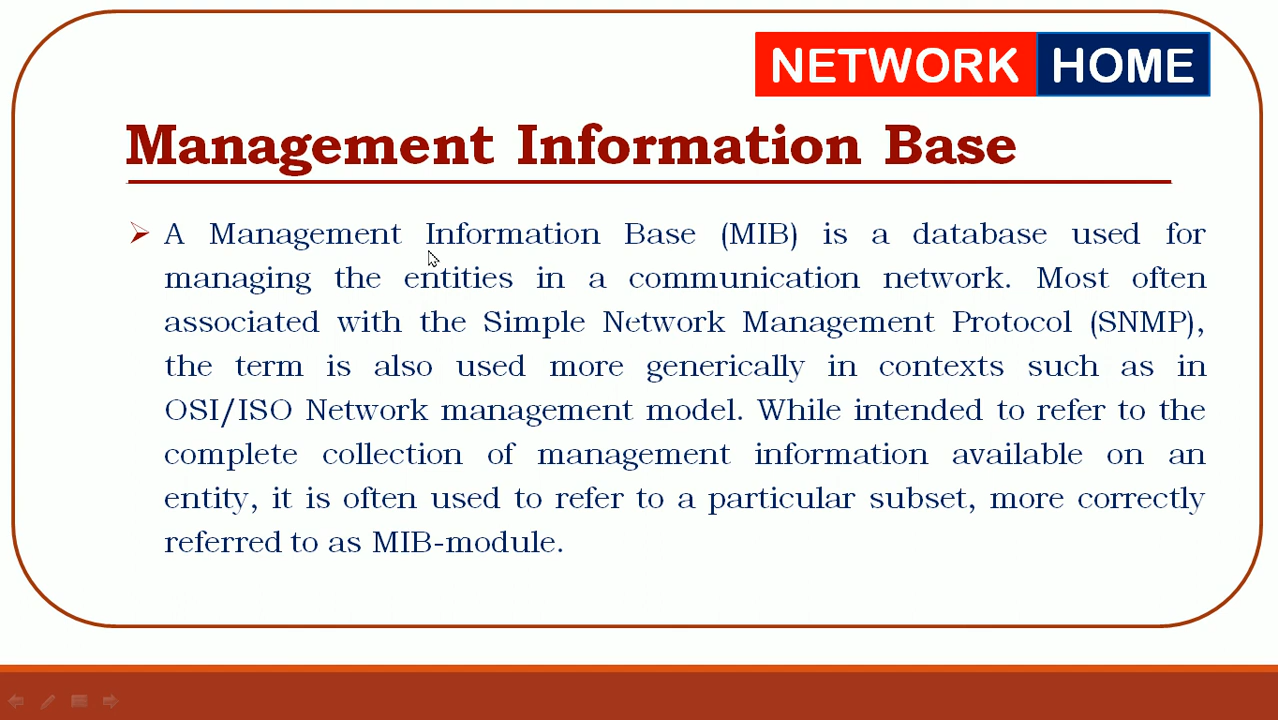 NETWORK HOME
Management Information Base
A Management Information Base (MIB) is a database used for
managing the entities in a communication network. Most often
associated with the Simple Network Management Protocol (SNMP),
the term is also used more generically in contexts such as in
OSI/ISO Network management model. While intended to refer to the
complete collection of management information available on an
entity, it is often used to refer to a particular subset, more correctly
referred to as MIB-module.